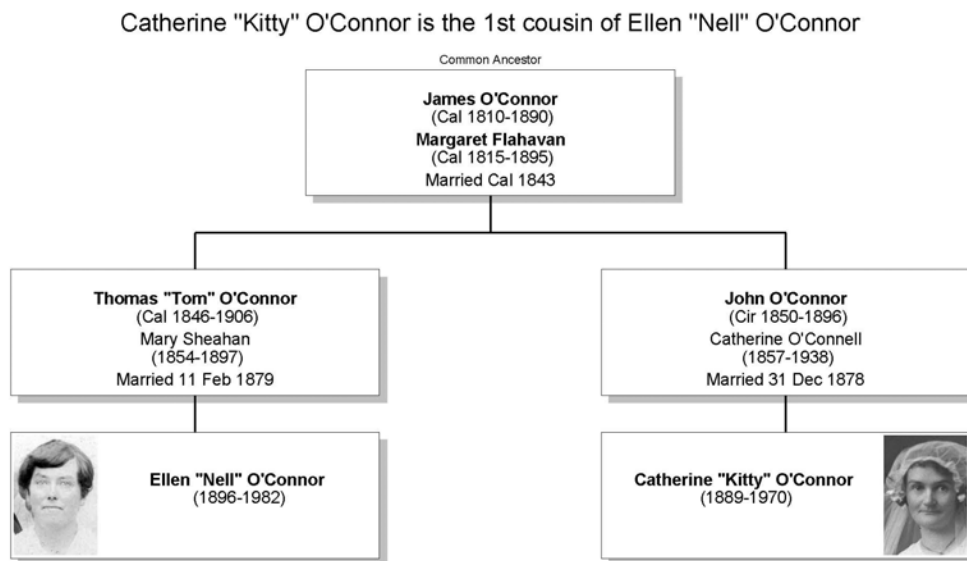 Catherine "Kitty" O'Connor is the 1st cousin of Ellen "Nell" O'Connor
Common Ancestor
James O'Connor
(Cal 1810-1890)
Margaret Flahavan
(Cal 1815-1895)
Married Cal 1843
Thomas "Tom" O'Connor
(Cal 1846-1906)
Mary Sheahan
(1854-1897)
Married 11 Feb 1879
John O'Connor
(Cir 1850-1896)
Catherine O'Connell
(1857-1938)
Married 31 Dec 1878
Ellen "Nell" O'Connor
(1896-1982)
Catherine "Kitty" O'Connor
(1889-1970)